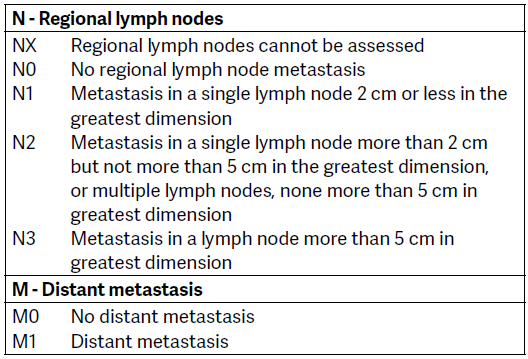 N - Regional lymph nodes
NX Regional lymph nodes cannot be assessed
N0 No regional lymph node metastasis
N1 Metastasis in a single lymph node 2 cm or less in the
greatest dimension
N2 Metastasis in a single lymph node more than 2 cm
but not more than 5 cm in the greatest dimension,
or multiple lymph nodes, none more than 5 cm in
greatest dimension
N3 Metastasis in a lymph node more than 5 cm in
greatest dimension
M - Distant metastasis
M0 No distant metastasis
M1 Distant metastasis